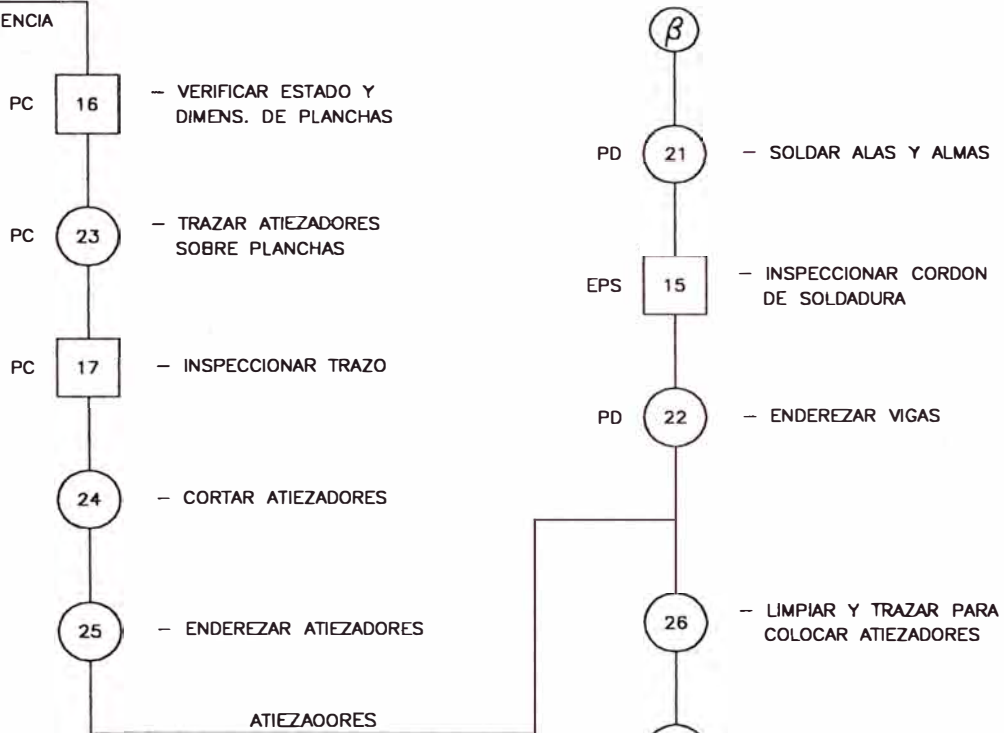 ENCIA
PC 16 – VERIFICAR ESTADO Y
DIMENS. DE PLANCHAS
PC 23 – TRAZAR ATIEZADORES
SOBRE PLANCHAS
PC 17 – INSPECCIONAR TRAZO
24 – CORTAR ATIEZADORES
25 – ENDEREZAR ATIEZADORES
ATIEZAOORES
β
PD 21 – SOLDAR ALAS Y ALMAS
EPS 15 – INSPECCIONAR CORDON
DE SOLDADURA
PD 22 – ENDEREZAR VIGAS
26 – LIMPIAR Y TRAZAR PARA
COLOCAR ATIEZADORES